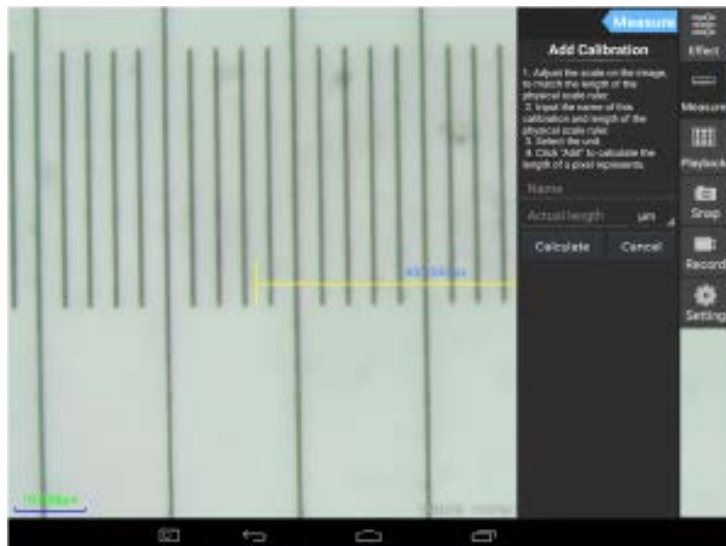 Measure
Add Calibration
1. Adjust the scale on the image,
to match the length of the
physical scale ruler.
2. Input the name of this
calibration and length of the
physical scale ruler.
3. Select the unit.
4. Click "Add" to calculate the
length of a pixel represents.
Name
Actual length μm
Calculate Cancel
Effect
Measure
Playback
Snap
Record
Setting